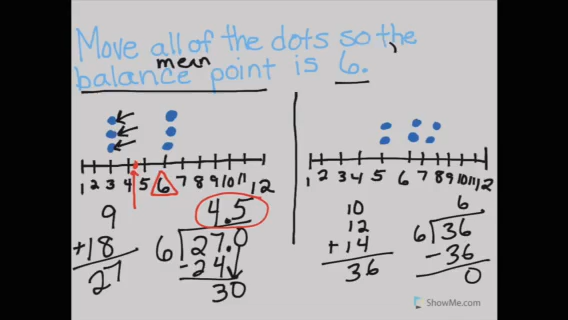 Move all of the dots so the
mean
balance point is 6.
1 2 3 4 5 6 7 8 9 10 11 12
9
+18
27
4.5
6 27.0
-24
30
1 2 3 4 5 6 7 8 9 10 11 12
10
12
+14
36
6
6 36
-36
0
ShowMe.com